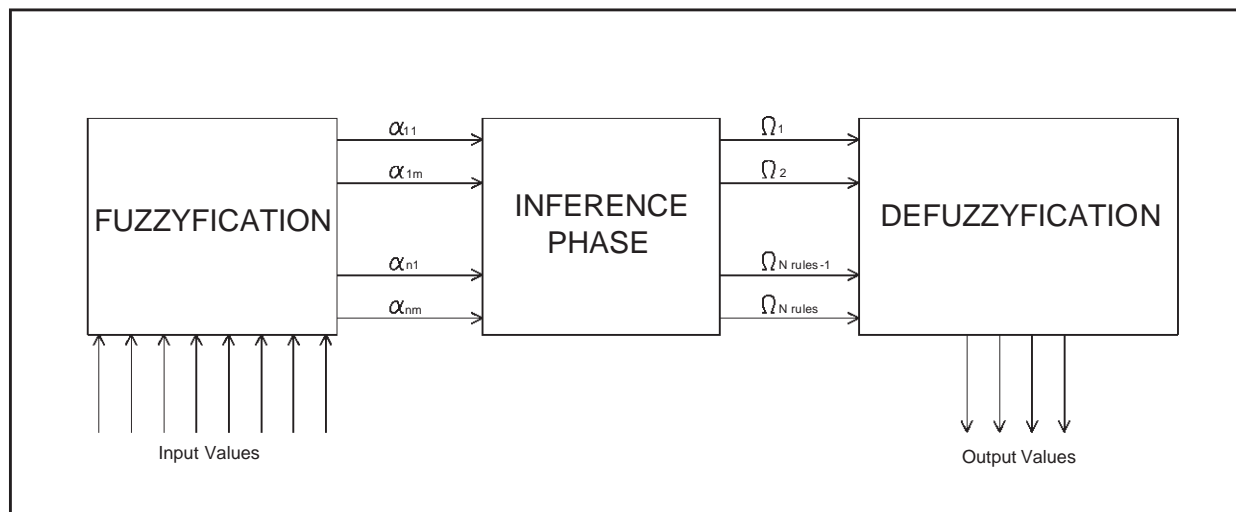 α11
α1m
FUZZYFICATION
αn1
αnm
Input Values
INFERENCE
PHASE
Ω1
Ω2
ΩN rules-1
ΩN rules
DEFUZZYFICATION
Output Values